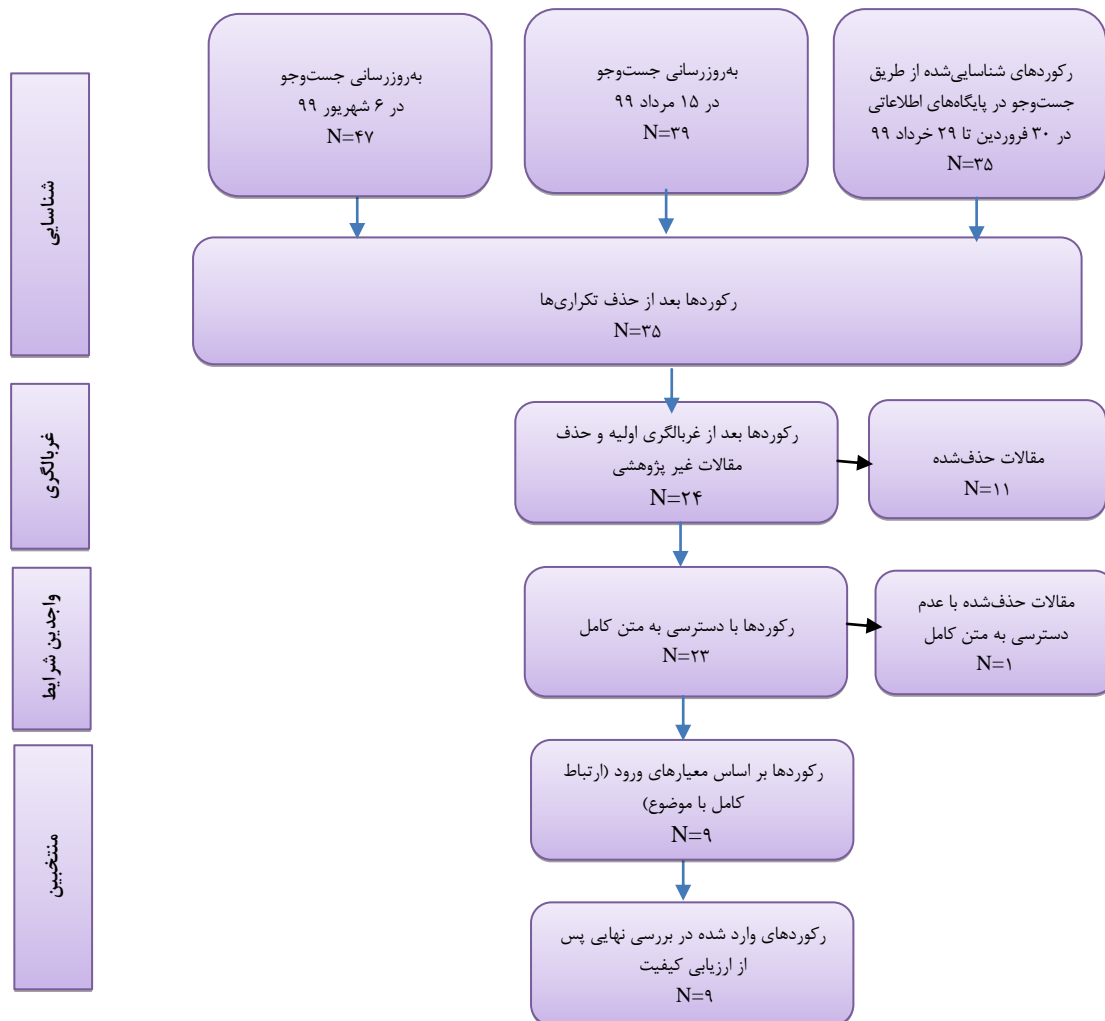 رکوردهای شناسایی‌شده از طریق
جست‌وجو در پایگاه‌های اطلاعاتی
در ۳۰ فروردین تا ۲۹ خرداد ۹۹
N=۳۵
به‌روزرسانی جست‌وجو
در ۱۵ مرداد ۹۹
N=۳۹
به‌روزرسانی جست‌وجو
در ۶ شهریور ۹۹
N=۴۷
شناسایی
رکوردها بعد از حذف تکراری‌ها
N=۳۵
غربالگری
رکوردها بعد از غربالگری اولیه و حذف
مقالات غیر پژوهشی
N=۲۴
مقالات حذف‌شده
N=۱۱
واجدین شرایط
رکوردها با دسترسی به متن کامل
N=۲۳
مقالات حذف‌شده با عدم
دسترسی به متن کامل
N=۱
منتخبین
رکوردها بر اساس معیارهای ورود (ارتباط
کامل با موضوع)
N=۹
رکوردهای وارد شده در بررسی نهایی پس
از ارزیابی کیفیت
N=۹